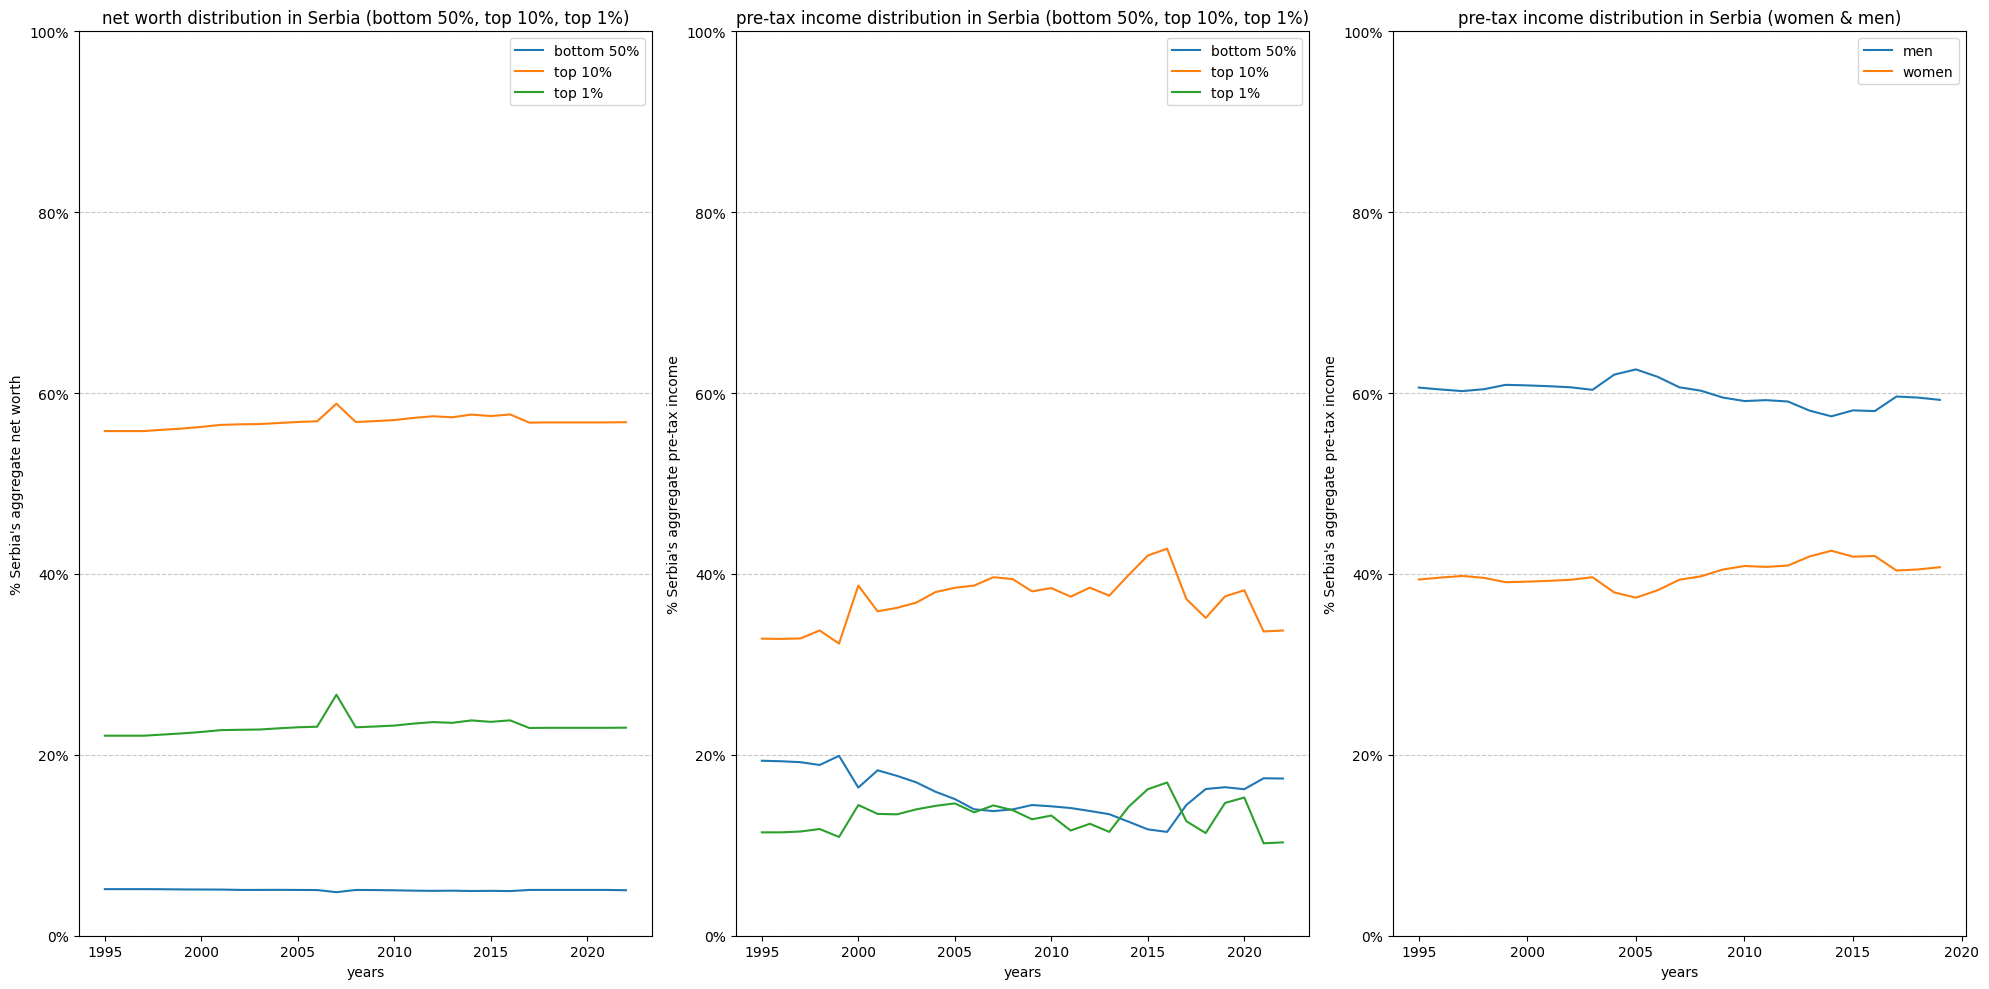 net worth distribution in Serbia (bottom 50%, top 10%, top 1%)
100%
80%
60%
40%
20%
0%
% Serbia's aggregate net worth
bottom 50%
top 10%
top 1%
1995
2000
2005
2010
2015
2020
years
pre-tax income distribution in Serbia (bottom 50%, top 10%, top 1%)
100%
80%
60%
40%
20%
0%
% Serbia's aggregate pre-tax income
bottom 50%
top 10%
top 1%
1995
2000
2005
2010
2015
2020
years
pre-tax income distribution in Serbia (women & men)
100%
80%
60%
40%
20%
0%
% Serbia's aggregate pre-tax income
men
women
1995
2000
2005
2010
2015
2020
years